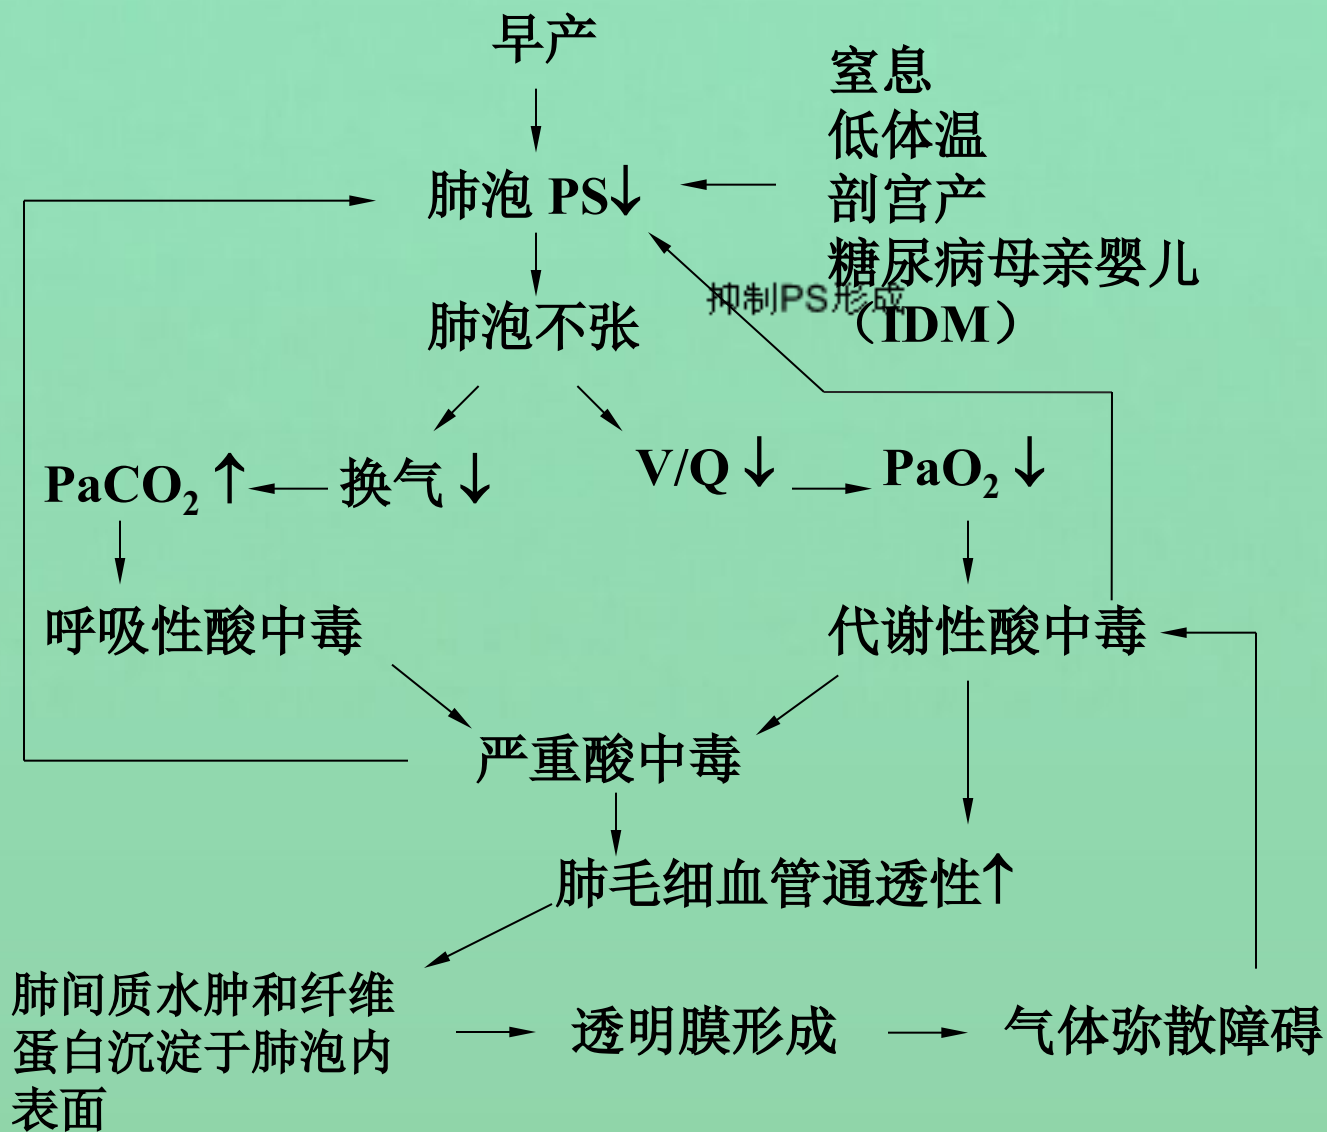 早产
窒息
低体温
剖宫产
糖尿病母亲婴儿
（IDM）
肺泡 PS↓
抑制PS形成
肺泡不张
PaCO₂↑
换气↓
V/Q↓
PaO₂↓
呼吸性酸中毒
代谢性酸中毒
严重酸中毒
肺毛细血管通透性↑
肺间质水肿和纤维
蛋白沉淀于肺泡内
表面
透明膜形成
气体弥散障碍